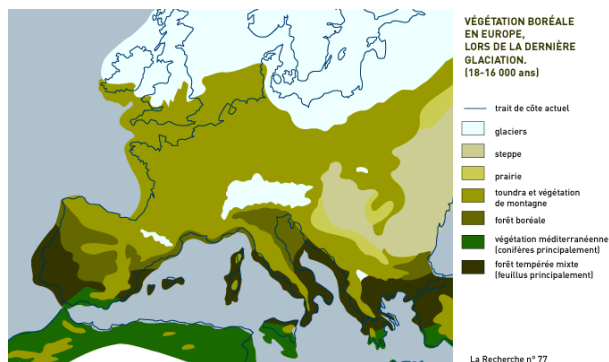 VÉGÉTATION BORÉALE
EN EUROPE,
LORS DE LA DERNIÈRE
GLACIATION.
(18-16 000 ans)
trait de côte actuel
glaciers
steppe
prairie
toundra et végétation
de montagne
forêt boréale
végétation méditerranéenne
(conifères principalement)
forêt tempérée mixte
(feuillus principalement)
La Recherche n° 77